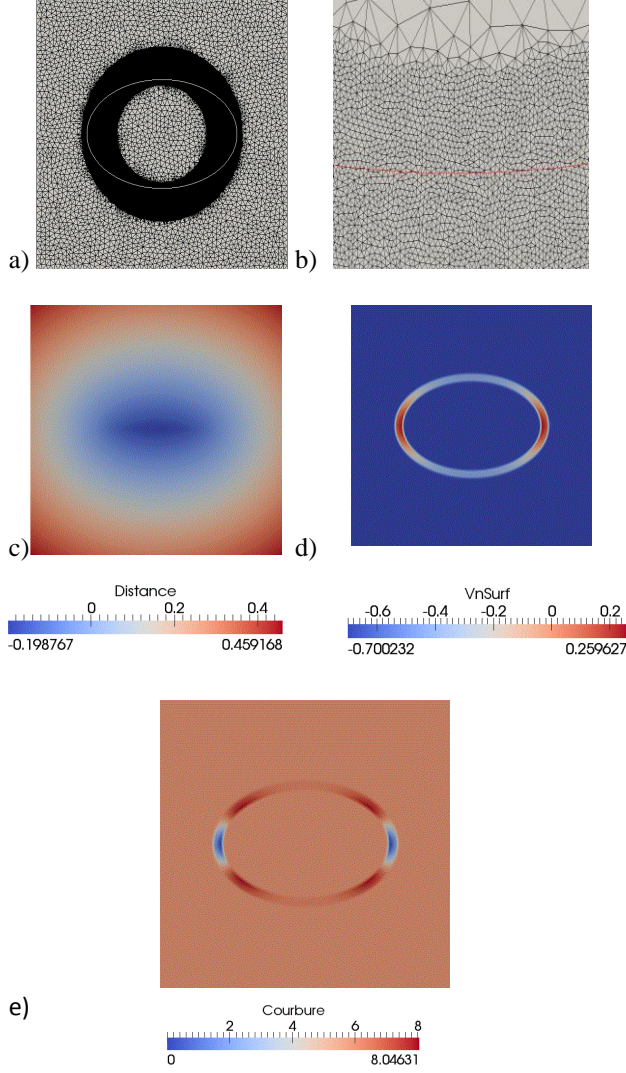 a)
b)
c)
d)
Distance
0 0.2 0.4
-0.198767 0.459168
VnSurf
-0.6 -0.4 -0.2 0 0.2
-0.700232 0.259627
e)
Courbure
2 4 6 8
0 8.04631